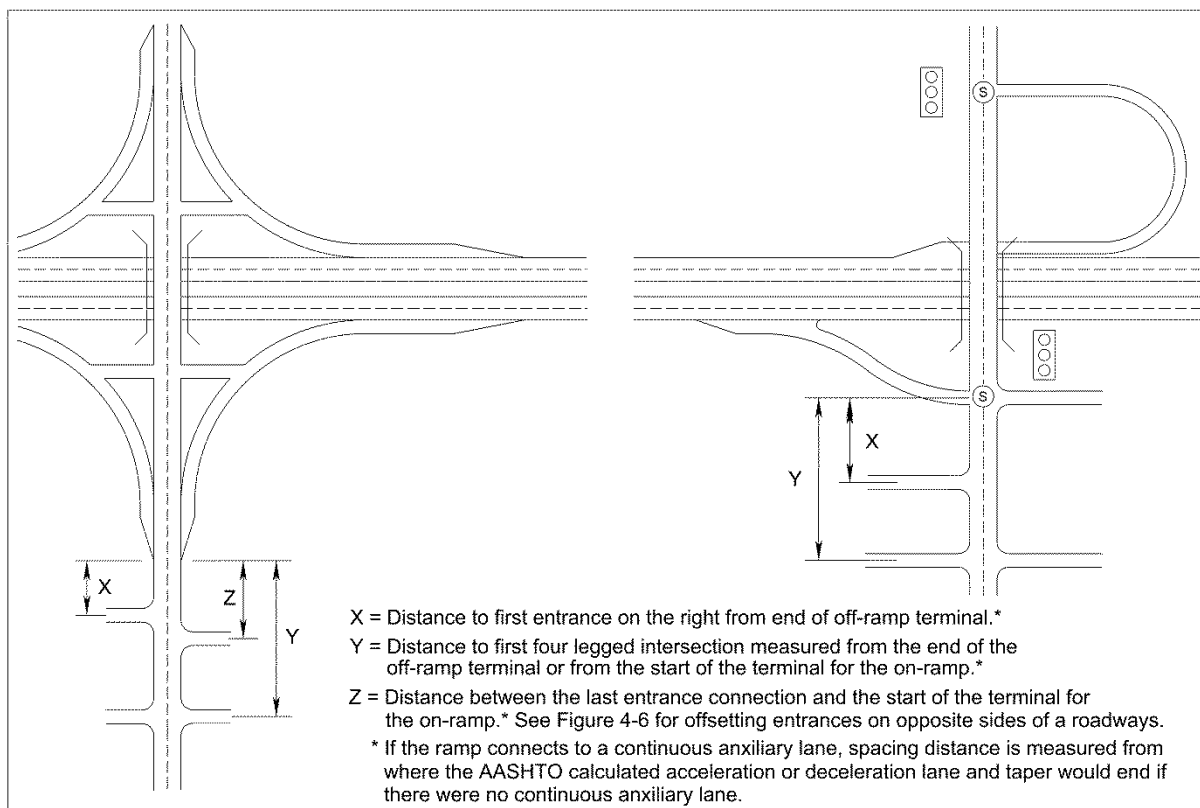 S
S
X
Y
X
Z
Y
X = Distance to first entrance on the right from end of off-ramp terminal.*
Y = Distance to first four legged intersection measured from the end of the
off-ramp terminal or from the start of the terminal for the on-ramp.*
Z = Distance between the last entrance connection and the start of the terminal for
the on-ramp.* See Figure 4-6 for offsetting entrances on opposite sides of a roadways.
* If the ramp connects to a continuous anxiliary lane, spacing distance is measured from
where the AASHTO calculated acceleration or deceleration lane and taper would end if
there were no continuous anxiliary lane.